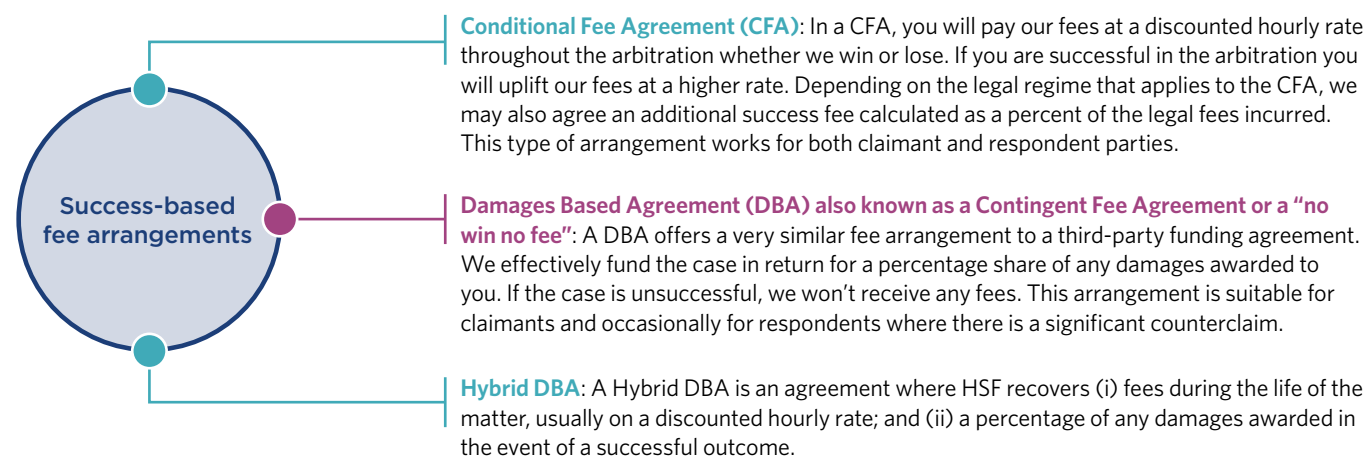 Success-based
fee arrangements
Conditional Fee Agreement (CFA): In a CFA, you will pay our fees at a discounted hourly rate
throughout the arbitration whether we win or lose. If you are successful in the arbitration you
will uplift our fees at a higher rate. Depending on the legal regime that applies to the CFA, we
may also agree an additional success fee calculated as a percent of the legal fees incurred.
This type of arrangement works for both claimant and respondent parties.
Damages Based Agreement (DBA) also known as a Contingent Fee Agreement or a “no
win no fee”: A DBA offers a very similar fee arrangement to a third-party funding agreement.
We effectively fund the case in return for a percentage share of any damages awarded to
you. If the case is unsuccessful, we won’t receive any fees. This arrangement is suitable for
claimants and occasionally for respondents where there is a significant counterclaim.
Hybrid DBA: A Hybrid DBA is an agreement where HSF recovers (i) fees during the life of the
matter, usually on a discounted hourly rate; and (ii) a percentage of any damages awarded in
the event of a successful outcome.